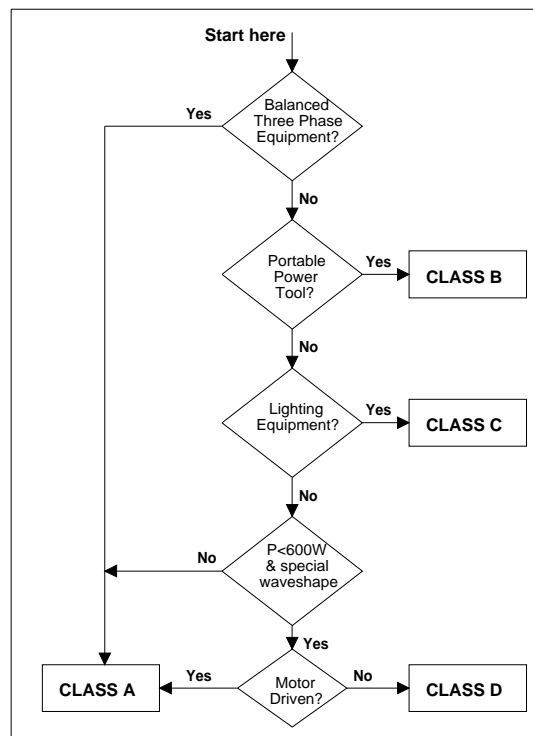 Start here
Balanced
Three Phase
Equipment?
Yes
No
Portable
Power
Tool?
Yes
CLASS B
No
Lighting
Equipment?
Yes
CLASS C
No
P<600W
& special
waveshape
No
Yes
Motor
Driven?
Yes
CLASS A
No
CLASS D